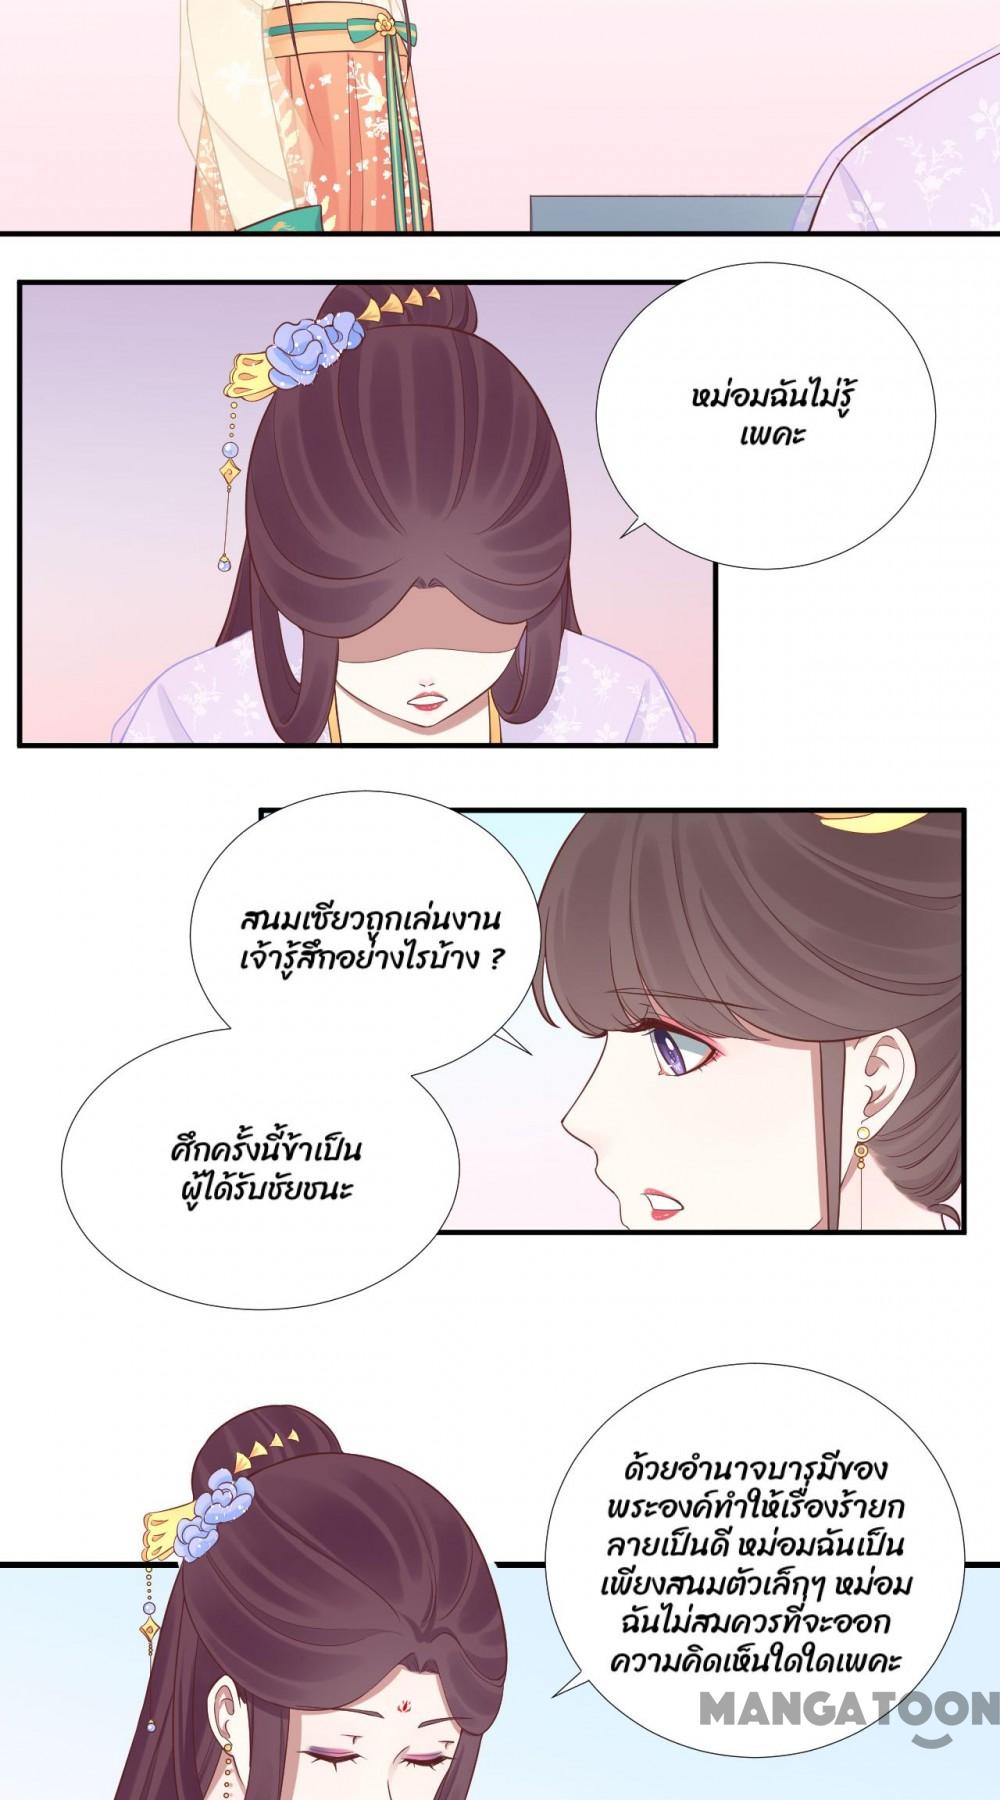 หม่อมฉันไม่รู้
เพคะ
สนมเซียวถูกเล่นงาน
เจ้ารู้สึกอย่างไรบ้าง ?
ศึกครั้งนี้ข้าเป็น
ผู้ได้รับชัยชนะ
ด้วยอำนาจบารมีของ
พระองค์ทำให้เรื่องร้ายก
ลายเป็นดี หม่อมฉันเป็น
เพียงสนมตัวเล็กๆ หม่อม
ฉันไม่สมควรที่จะออก
ความคิดเห็นใดใดเพคะ
MANGATOON